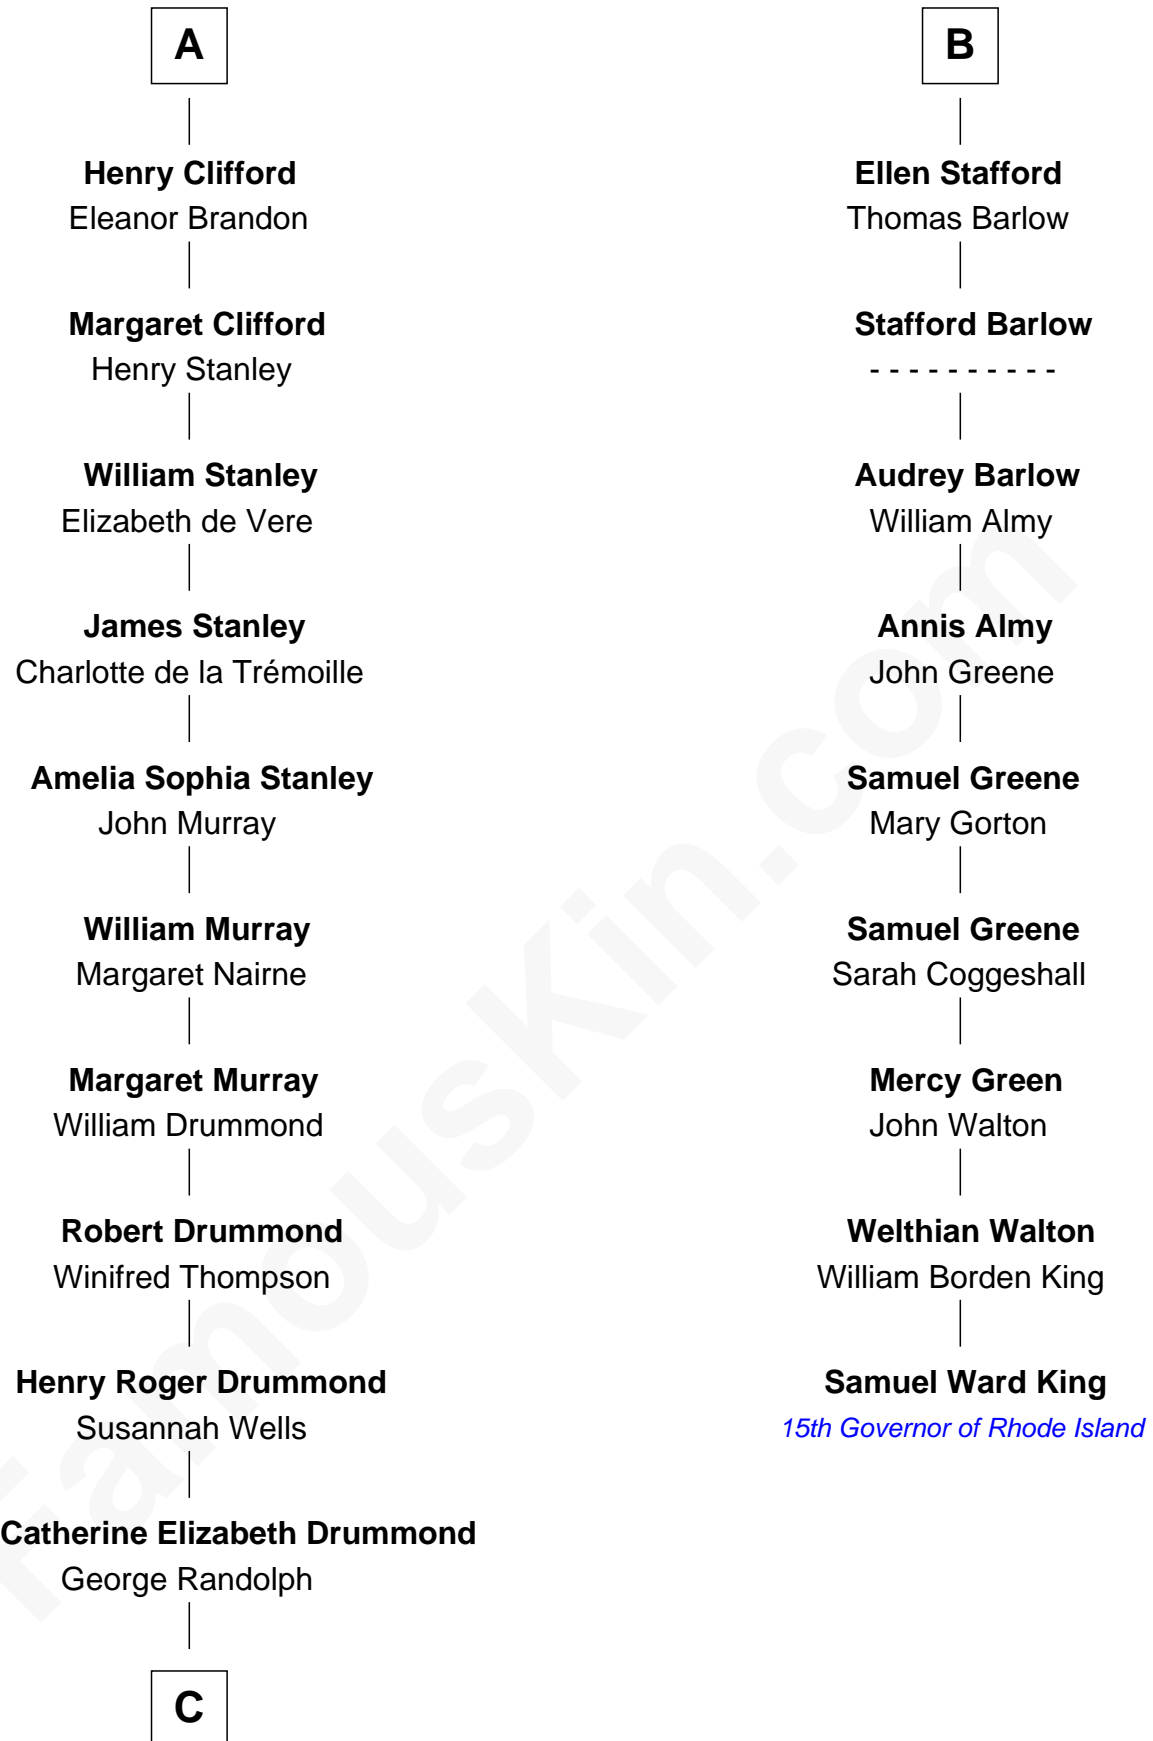 A
Henry Clifford
Eleanor Brandon
Margaret Clifford
Henry Stanley
William Stanley
Elizabeth de Vere
James Stanley
Charlotte de la Trémoille
Amelia Sophia Stanley
John Murray
William Murray
Margaret Nairne
Margaret Murray
William Drummond
Robert Drummond
Winifred Thompson
Henry Roger Drummond
Susannah Wells
Catherine Elizabeth Drummond
George Randolph
C
B
Ellen Stafford
Thomas Barlow
Stafford Barlow
- - - - - - - - - -
Audrey Barlow
William Almy
Annis Almy
John Greene
Samuel Greene
Mary Gorton
Samuel Greene
Sarah Coggeshall
Mercy Green
John Walton
Welthian Walton
William Borden King
Samuel Ward King
15th Governor of Rhode Island
FamousKin.com